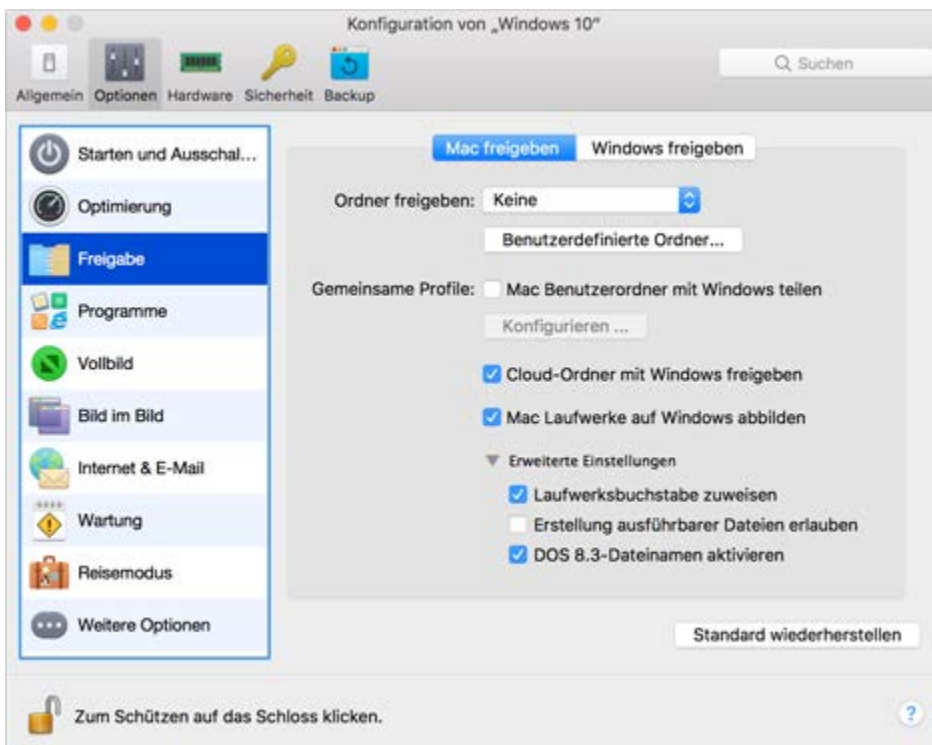 Konfiguration von „Windows 10“
Allgemein Optionen Hardware Sicherheit Backup
Suchen
Starten und Ausschal...
Optimierung
Freigabe
Programme
Vollbild
Bild im Bild
Internet & E-Mail
Wartung
Reisemodus
Weitere Optionen
Mac freigeben Windows freigeben
Ordner freigeben: Keine
Benutzerdefinierte Ordner...
Gemeinsame Profile: Mac Benutzerordner mit Windows teilen
Konfigurieren ...
Cloud-Ordner mit Windows freigeben
Mac Laufwerke auf Windows abbilden
Erweiterte Einstellungen
Laufwerksbuchstabe zuweisen
Erstellung ausführbarer Dateien erlauben
DOS 8.3-Dateinamen aktivieren
Standard wiederherstellen
Zum Schützen auf das Schloss klicken.
?